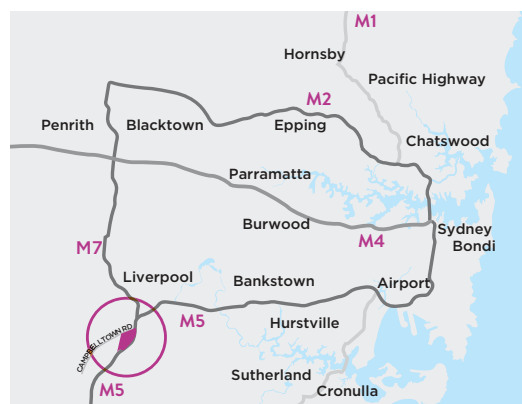 M1
Hornsby
Pacific Highway
M2
Penrith
Blacktown
Epping
Chatswood
Parramatta
Burwood
M4
Sydney
Bondi
M7
Liverpool
Bankstown
Airport
M5
Hurstville
CAMPBELLTOWN RD
Sutherland
M5
Cronulla